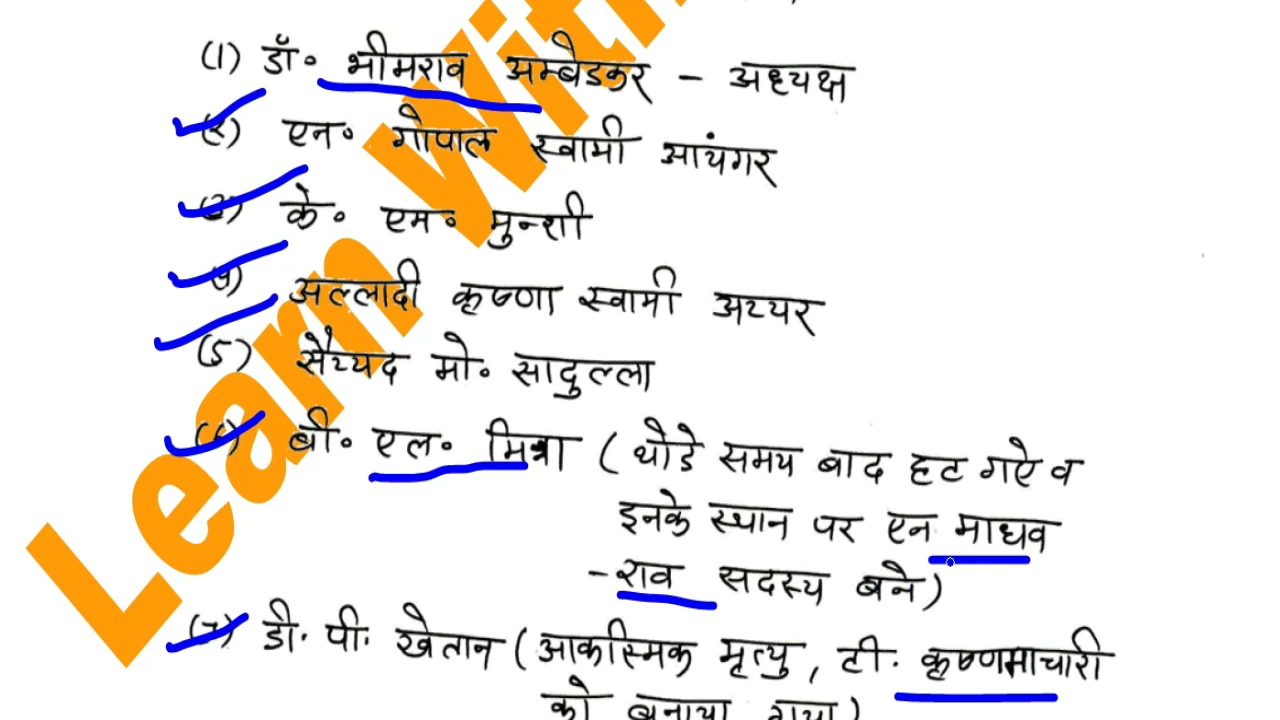 (1) डॉ॰ भीमराव अम्बेडकर - अध्यक्ष
(2) एन॰ गोपाल स्वामी आयंगर
(3) के॰ एम॰ मुन्शी
(4) अल्लादी कृष्णा स्वामी अय्यर
(5) सैय्यद मो॰ सादुल्ला
(6) बी॰ एल॰ मित्रा (थोडे समय बाद हट गऐ व
इनके स्थान पर एन माधव
-राव सदस्य बने)
(7) डी. पी. खेतान (आकस्मिक मृत्यु, टी. कृष्णमाचारी
को बनाया गया)
Learn With